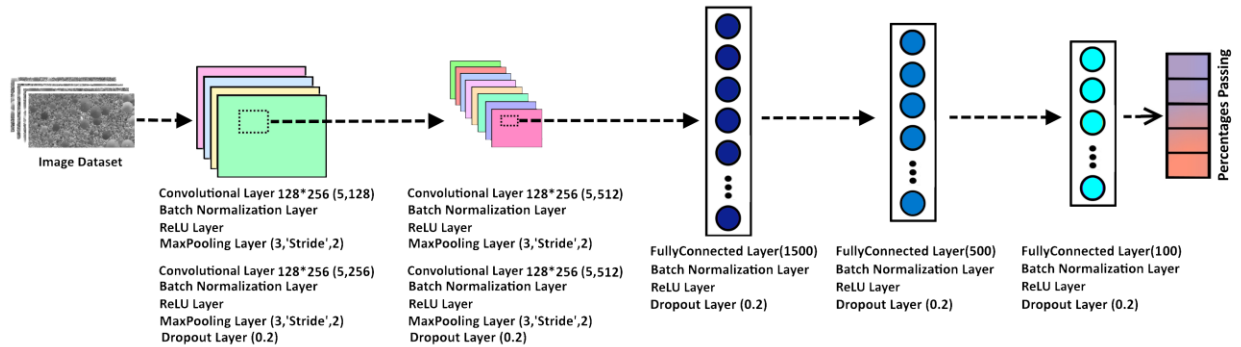 Image Dataset
Convolutional Layer 128*256 (5,128)
Batch Normalization Layer
ReLU Layer
MaxPooling Layer (3,'Stride',2)
Convolutional Layer 128*256 (5,256)
Batch Normalization Layer
ReLU Layer
MaxPooling Layer (3,'Stride',2)
Dropout Layer (0.2)
Convolutional Layer 128*256 (5,512)
Batch Normalization Layer
ReLU Layer
MaxPooling Layer (3,'Stride',2)
Convolutional Layer 128*256 (5,512)
Batch Normalization Layer
ReLU Layer
MaxPooling Layer (3,'Stride',2)
Dropout Layer (0.2)
FullyConnected Layer(1500)
Batch Normalization Layer
ReLU Layer
Dropout Layer (0.2)
FullyConnected Layer(500)
Batch Normalization Layer
ReLU Layer
Dropout Layer (0.2)
FullyConnected Layer(100)
Batch Normalization Layer
ReLU Layer
Dropout Layer (0.2)
Percentages Passing